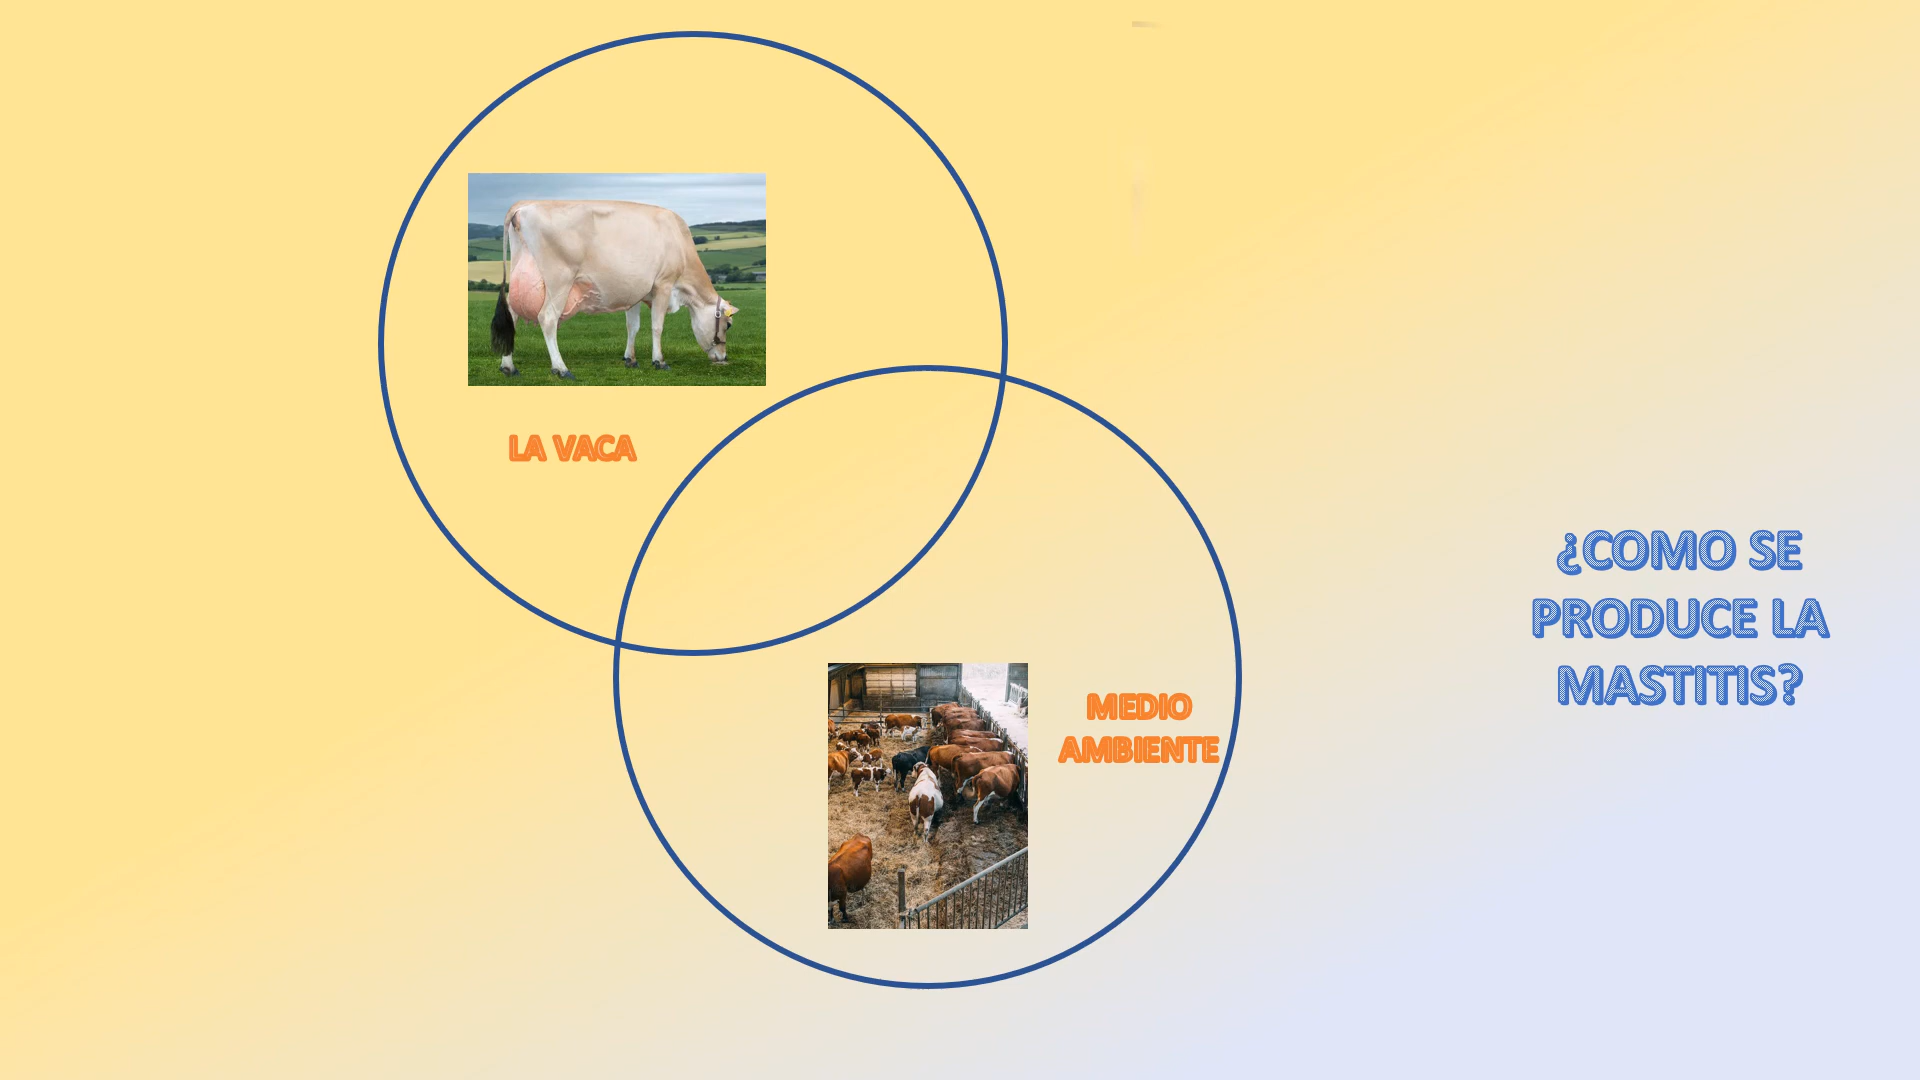 LA VACA
MEDIO
AMBIENTE
¿COMO SE
PRODUCE LA
MASTITIS?